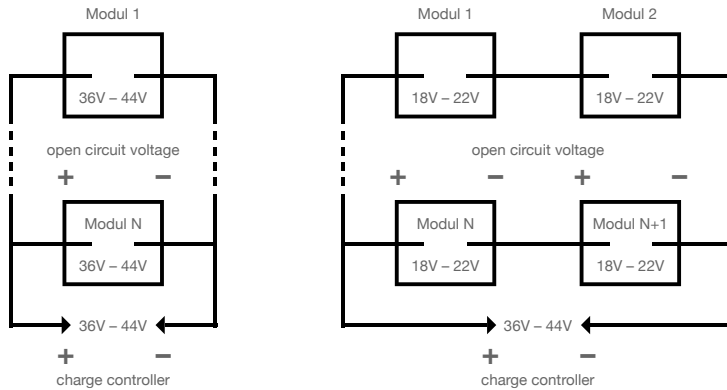 Modul 1
36V – 44V
open circuit voltage
+ –
Modul N
36V – 44V
36V – 44V
+ –
charge controller
Modul 1 Modul 2
18V – 22V 18V – 22V
open circuit voltage
+ – + –
Modul N Modul N+1
18V – 22V 18V – 22V
36V – 44V
+ –
charge controller